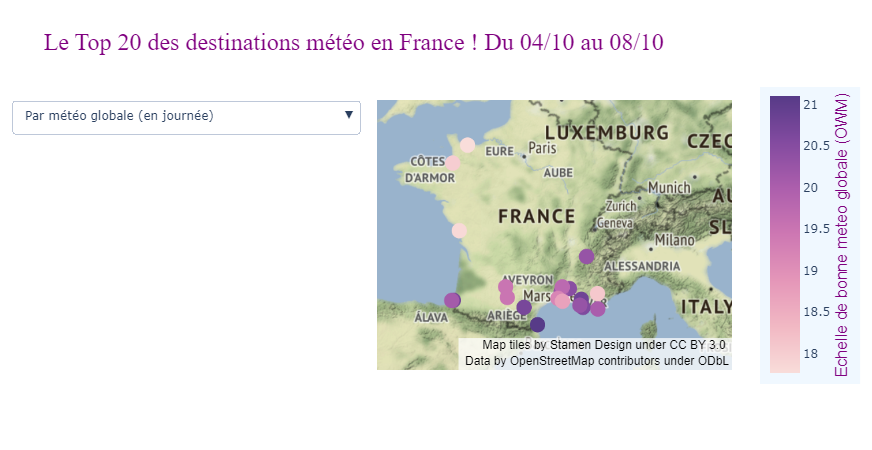 Le Top 20 des destinations météo en France ! Du 04/10 au 08/10
Par météo globale (en journée)
▼
LUXEMBURG
CZEC
EURE
Paris
CÔTES
D'ARMOR
AUBE
Munich
AU
Zurich
FRANCE
Geneva
SL
Milano
ALESSANDRIA
AVEYRON
Mars
ITALY
ÁLAVA
ARIÈGE
Map tiles by Stamen Design under CC BY 3.0.
Data by OpenStreetMap contributors under ODbL
21
20.5
20
19.5
19
18.5
18
Echelle de bonne meteo globale (OWM)